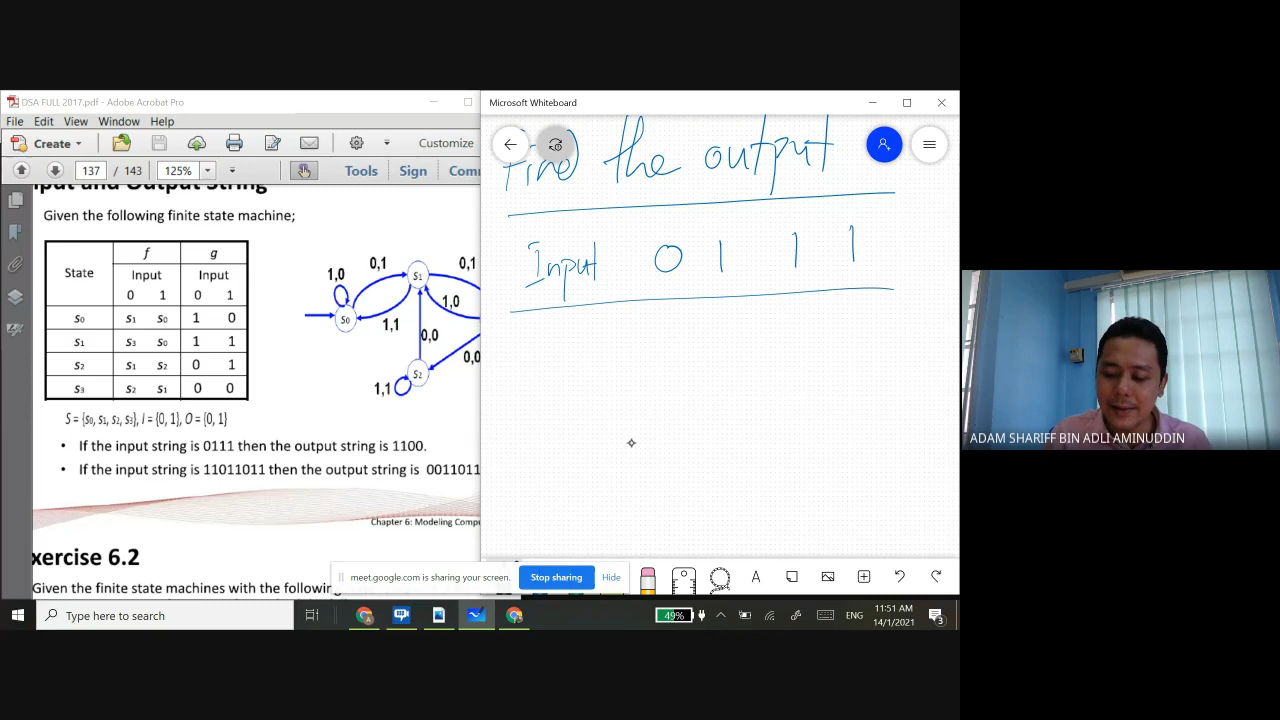 DSA FULL 2017.pdf - Adobe Acrobat Pro
File Edit View Window Help
Create
Customize
137 / 143 125%
Tools Sign Comm
nput and Output String
Given the following finite state machine;
State f g
Input Input
0 1 0 1
s0 s1 s0 1 0
s1 s3 s0 1 1
s2 s1 s2 0 1
s3 s2 s1 0 0
1,0
0,1
s1
0,1
s0
1,0
1,1
0,0
0,0
s2
1,1
S = {s0, s1, s2, s3}, I = {0, 1}, O = {0, 1}
• If the input string is 0111 then the output string is 1100.
• If the input string is 11011011 then the output string is 0011011
Chapter 6: Modeling Compu
xercise 6.2
Given the finite state machines with the following
Microsoft Whiteboard
Find the output
Input 0 1 1 1
meet.google.com is sharing your screen. Stop sharing Hide
ADAM SHARIFF BIN ADLI AMINUDDIN
Type here to search
49%
ENG
11:51 AM
14/1/2021
3